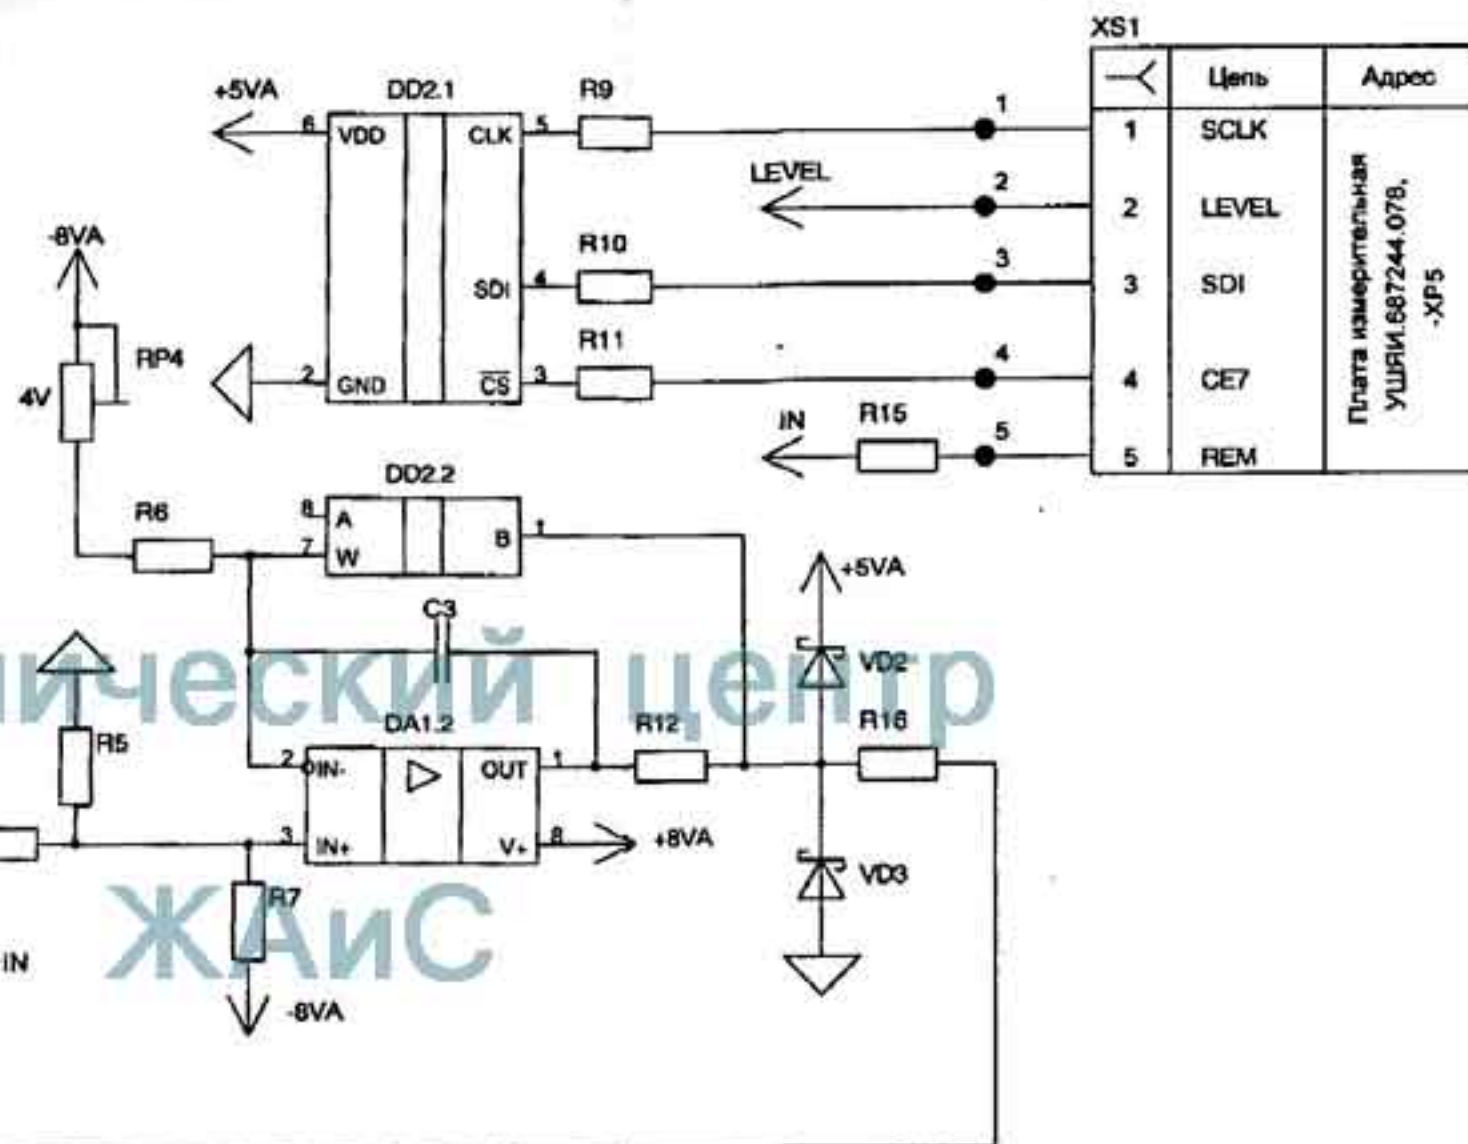 XS1
Цепь Адрес
+5VA DD2.1 R9
6 VDD CLK 5 1 1 SCLK
LEVEL 2 2 LEVEL
-8VA R10 3
SDI 4 3 SDI
RP4 R11 4
4V 2 GND CS 3 4 CE7
IN R15 5
5 REM
Плата измерительная
УШЯИ.687244.078,
-XP5
DD2.2
R6 8 A
7 W B 1
+5VA
C3
ический центр
VD2
R5 DA1.2 R12 R16
2 IN- OUT 1
3 IN+ V+ 8 +8VA
VD3
R7
ЖАиС
IN
-8VA